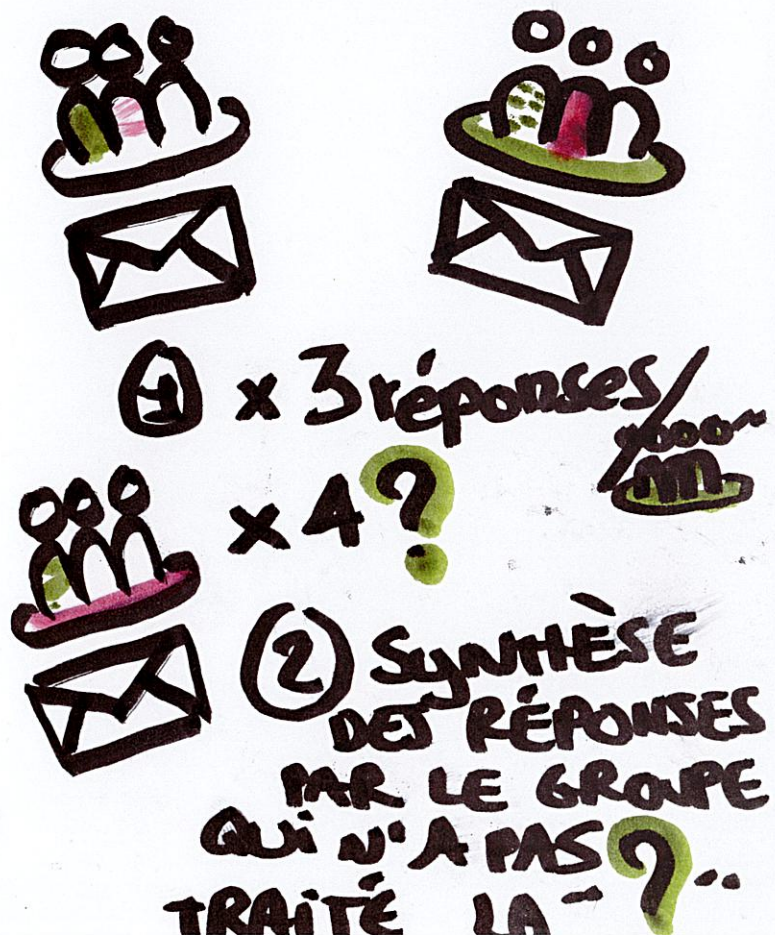 ① x 3 réponses/
x 4 ?
② SYNTHÈSE
DES RÉPONSES
PAR LE GROUPE
QUi N'A PAS
TRAiTÉ LA "?"